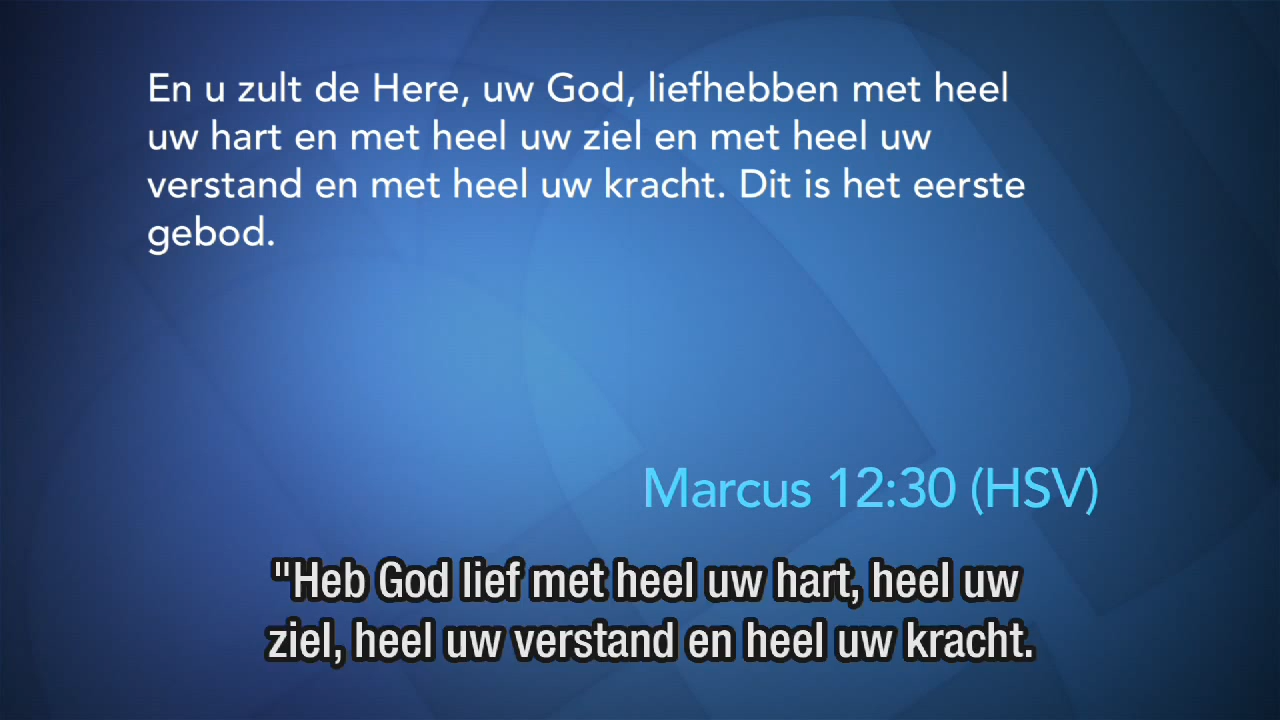 En u zult de Here, uw God, liefhebben met heel
uw hart en met heel uw ziel en met heel uw
verstand en met heel uw kracht. Dit is het eerste
gebod.
Marcus 12:30 (HSV)
"Heb God lief met heel uw hart, heel uw
ziel, heel uw verstand en heel uw kracht.